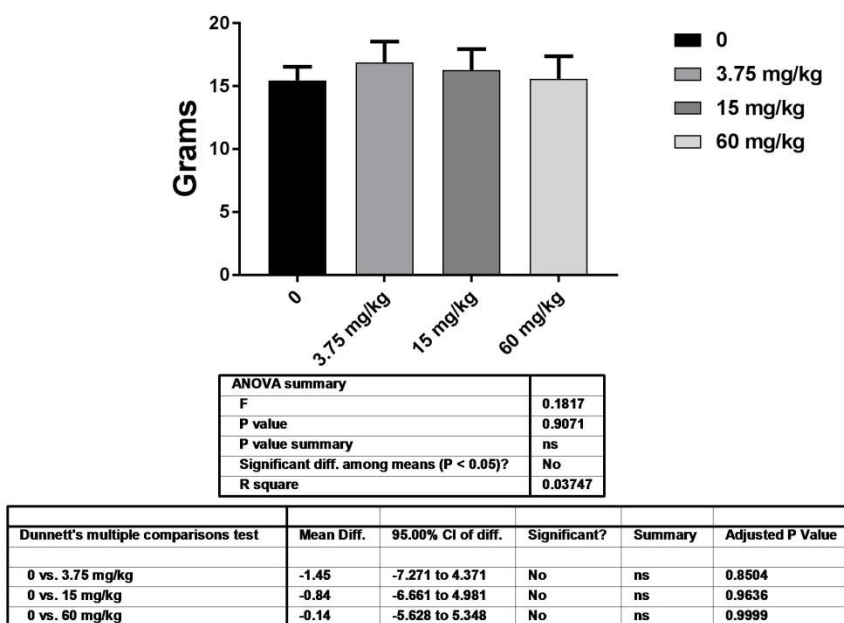 20
15
10
5
0
Grams
0
3.75 mg/kg
15 mg/kg
60 mg/kg
0
3.75 mg/kg
15 mg/kg
60 mg/kg
ANOVA summary
F 0.1817
P value 0.9071
P value summary ns
Significant diff. among means (P < 0.05)? No
R square 0.03747
Dunnett's multiple comparisons test Mean Diff. 95.00% CI of diff. Significant? Summary Adjusted P Value
0 vs. 3.75 mg/kg -1.45 -7.271 to 4.371 No ns 0.8504
0 vs. 15 mg/kg -0.84 -6.661 to 4.981 No ns 0.9636
0 vs. 60 mg/kg -0.14 -5.628 to 5.348 No ns 0.9999